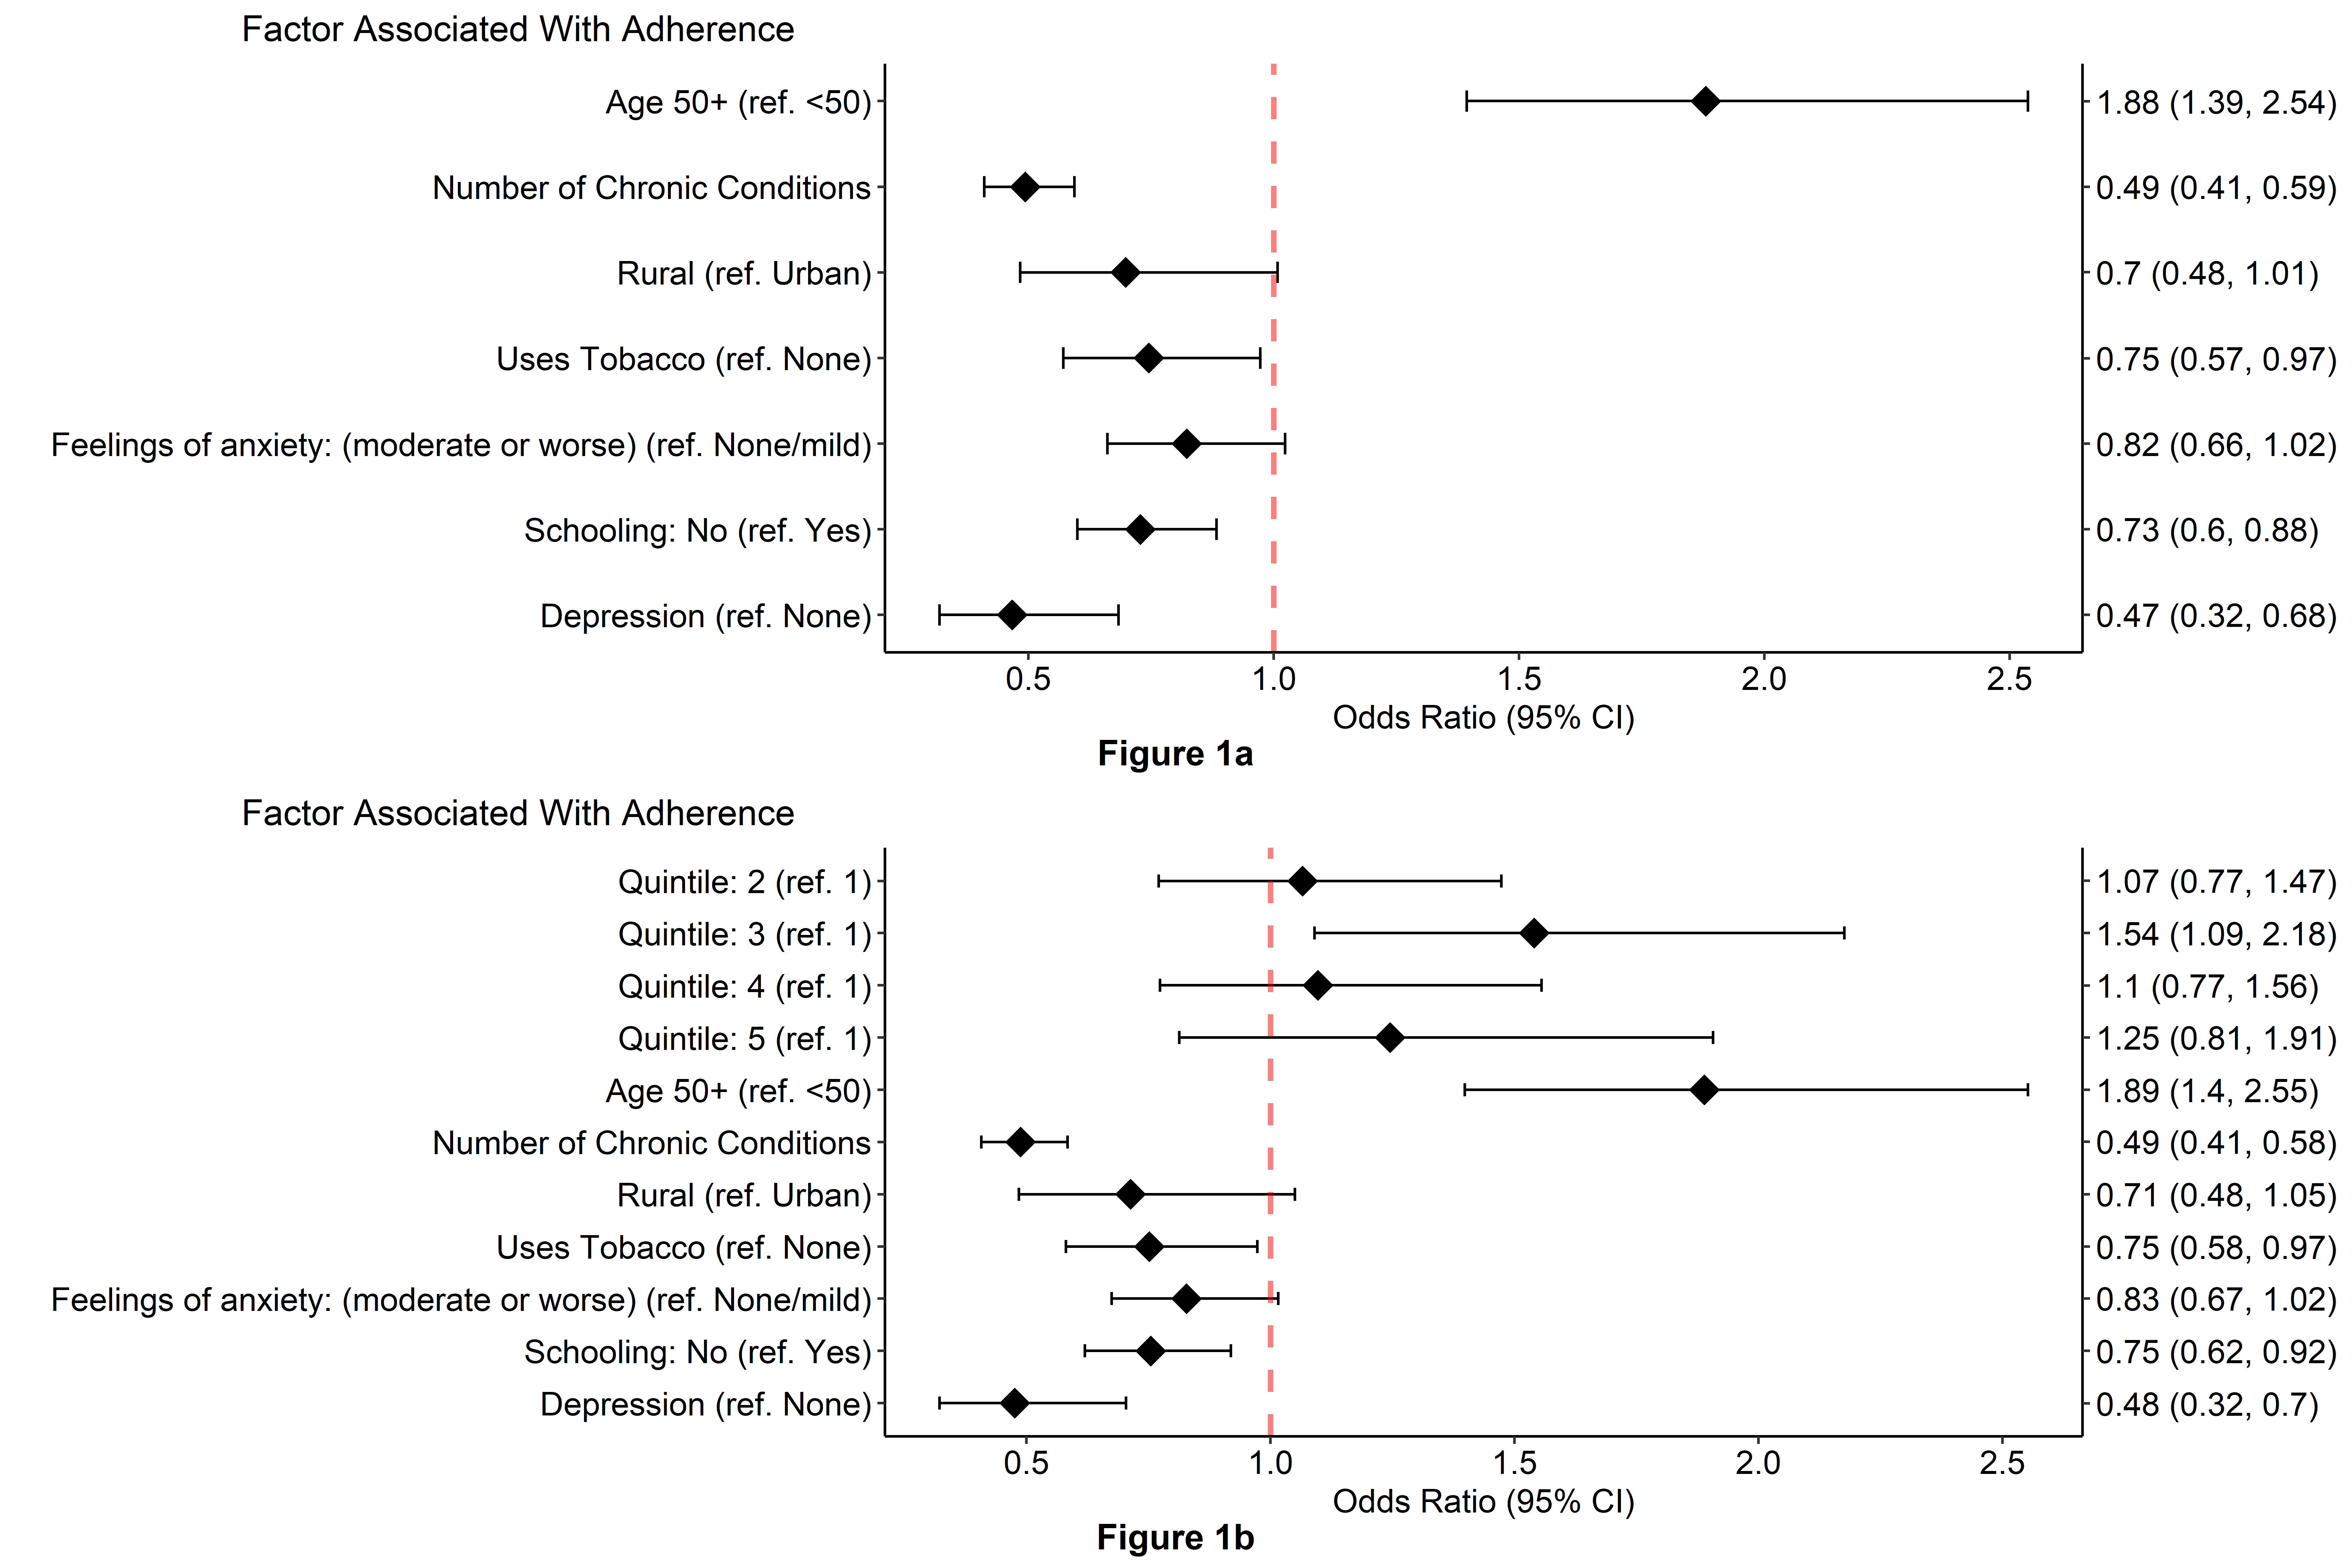 Factor Associated With Adherence
Age 50+ (ref. <50) 1.88 (1.39, 2.54)
Number of Chronic Conditions 0.49 (0.41, 0.59)
Rural (ref. Urban) 0.7 (0.48, 1.01)
Uses Tobacco (ref. None) 0.75 (0.57, 0.97)
Feelings of anxiety: (moderate or worse) (ref. None/mild) 0.82 (0.66, 1.02)
Schooling: No (ref. Yes) 0.73 (0.6, 0.88)
Depression (ref. None) 0.47 (0.32, 0.68)
0.5 1.0 1.5 2.0 2.5
Odds Ratio (95% CI)
Figure 1a
Factor Associated With Adherence
Quintile: 2 (ref. 1) 1.07 (0.77, 1.47)
Quintile: 3 (ref. 1) 1.54 (1.09, 2.18)
Quintile: 4 (ref. 1) 1.1 (0.77, 1.56)
Quintile: 5 (ref. 1) 1.25 (0.81, 1.91)
Age 50+ (ref. <50) 1.89 (1.4, 2.55)
Number of Chronic Conditions 0.49 (0.41, 0.58)
Rural (ref. Urban) 0.71 (0.48, 1.05)
Uses Tobacco (ref. None) 0.75 (0.58, 0.97)
Feelings of anxiety: (moderate or worse) (ref. None/mild) 0.83 (0.67, 1.02)
Schooling: No (ref. Yes) 0.75 (0.62, 0.92)
Depression (ref. None) 0.48 (0.32, 0.7)
0.5 1.0 1.5 2.0 2.5
Odds Ratio (95% CI)
Figure 1b